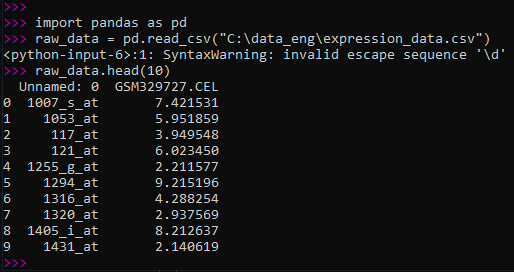 >>>
>>> import pandas as pd
>>> raw_data = pd.read_csv("C:\data_eng\expression_data.csv")
<python-input-6>:1: SyntaxWarning: invalid escape sequence '\d'
>>> raw_data.head(10)
  Unnamed: 0  GSM329727.CEL
0  1007_s_at       7.421531
1    1053_at       5.951859
2     117_at       3.949548
3     121_at       6.023450
4  1255_g_at       2.211577
5    1294_at       9.215196
6    1316_at       4.288254
7    1320_at       2.937569
8  1405_i_at       8.212637
9    1431_at       2.140619
>>>